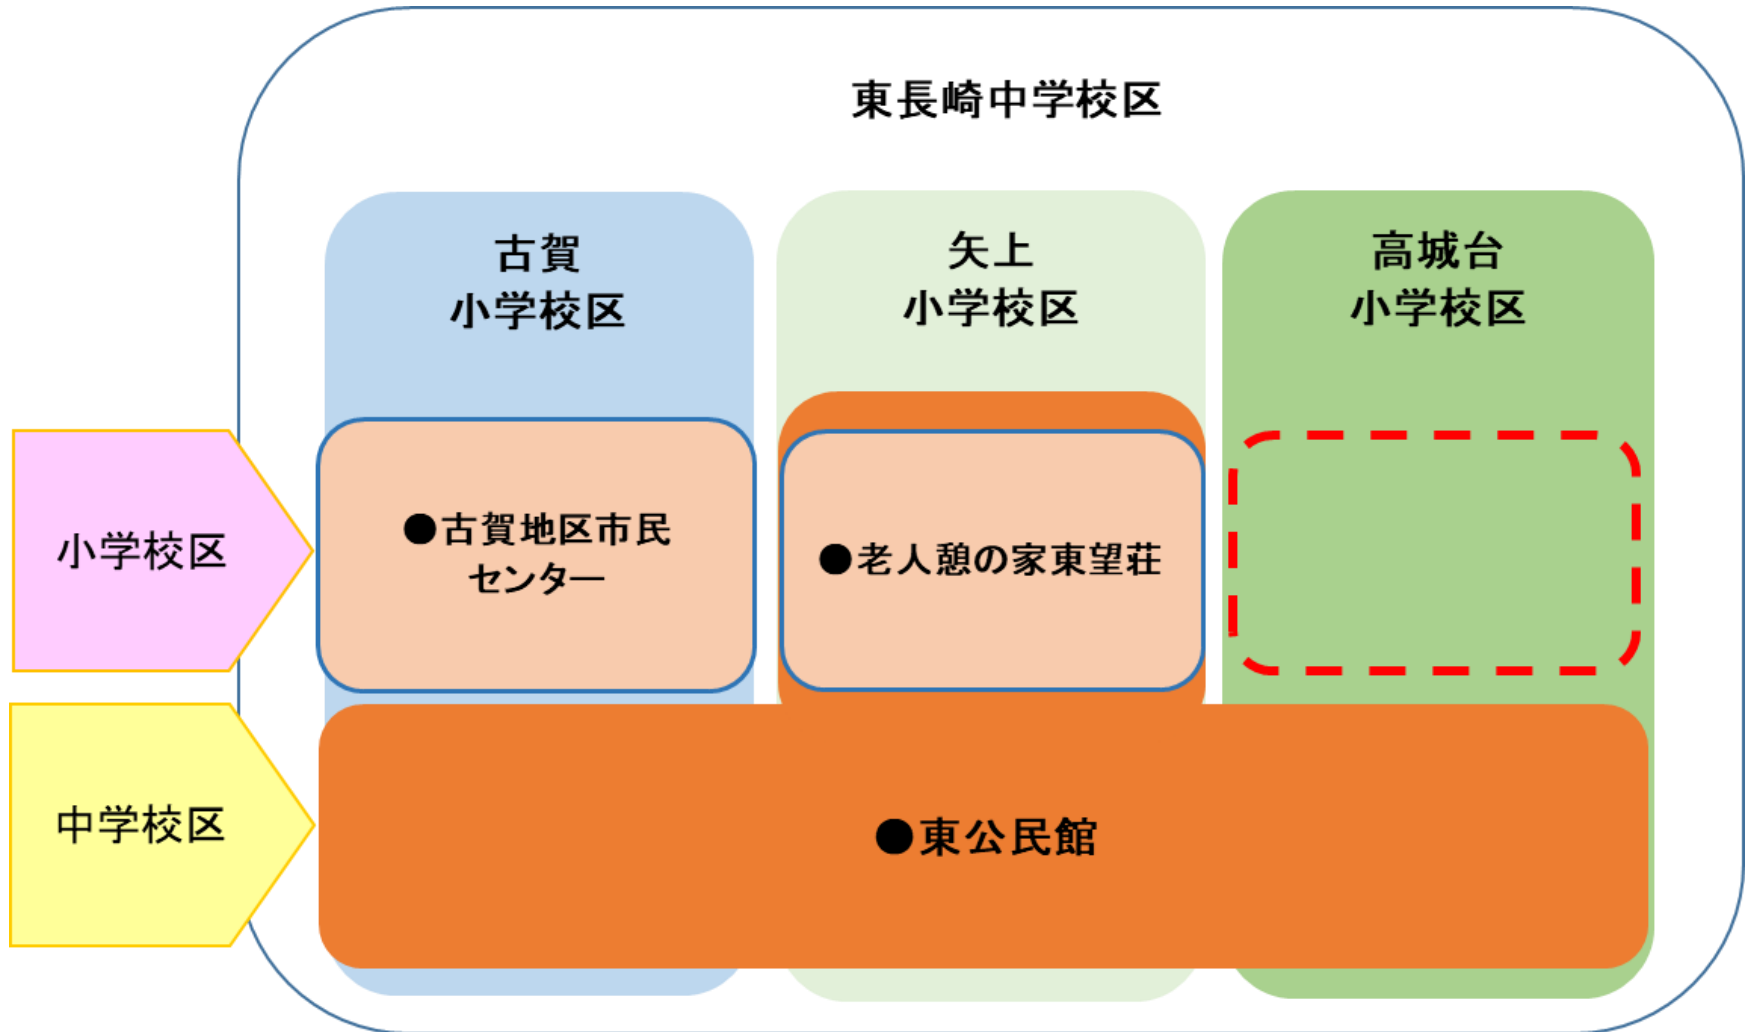 東長崎中学校区
古賀
小学校区
矢上
小学校区
高城台
小学校区
小学校区
●古賀地区市民
センター
●老人憩の家東望荘
中学校区
●東公民館